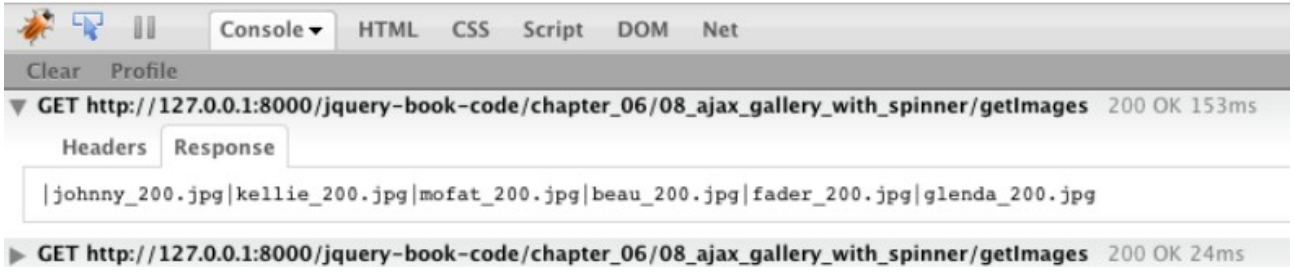 Console HTML CSS Script DOM Net
Clear Profile
GET http://127.0.0.1:8000/jquery-book-code/chapter_06/08_ajax_gallery_with_spinner/getImages 200 OK 153ms
Headers Response
|johnny_200.jpg|kellie_200.jpg|mofat_200.jpg|beau_200.jpg|fader_200.jpg|glenda_200.jpg
GET http://127.0.0.1:8000/jquery-book-code/chapter_06/08_ajax_gallery_with_spinner/getImages 200 OK 24ms